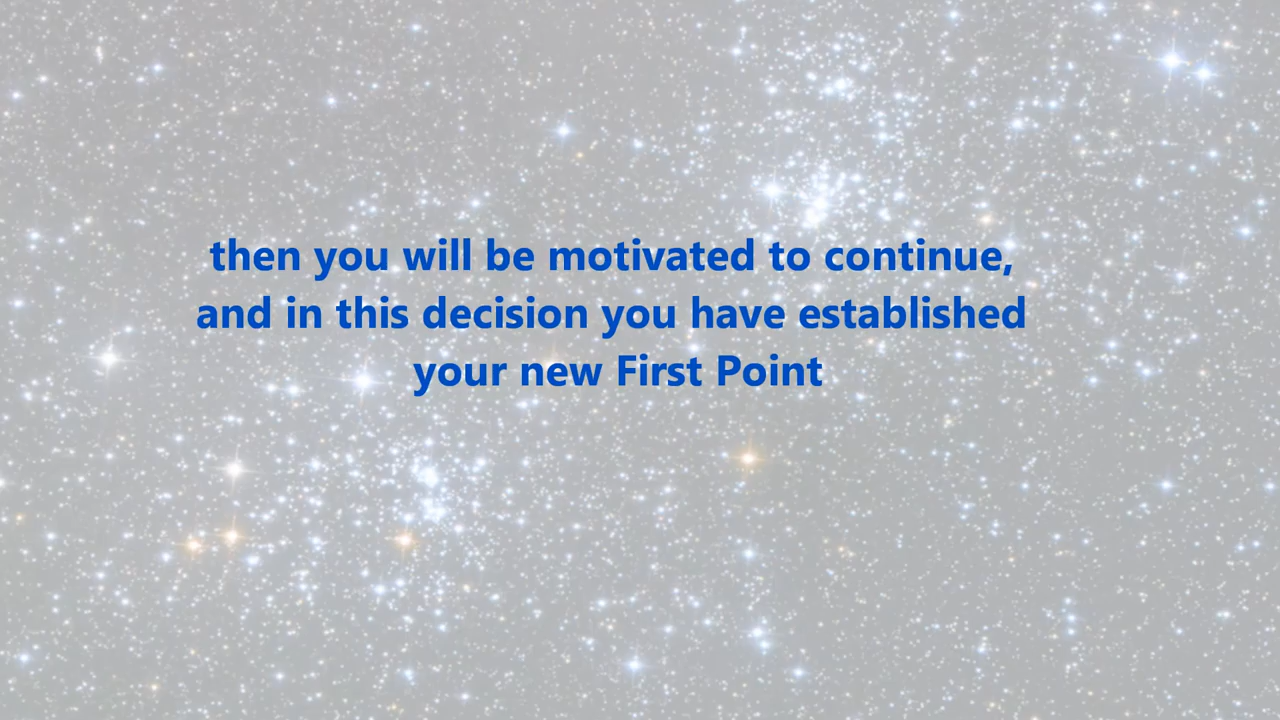 then you will be motivated to continue,
and in this decision you have established
your new First Point